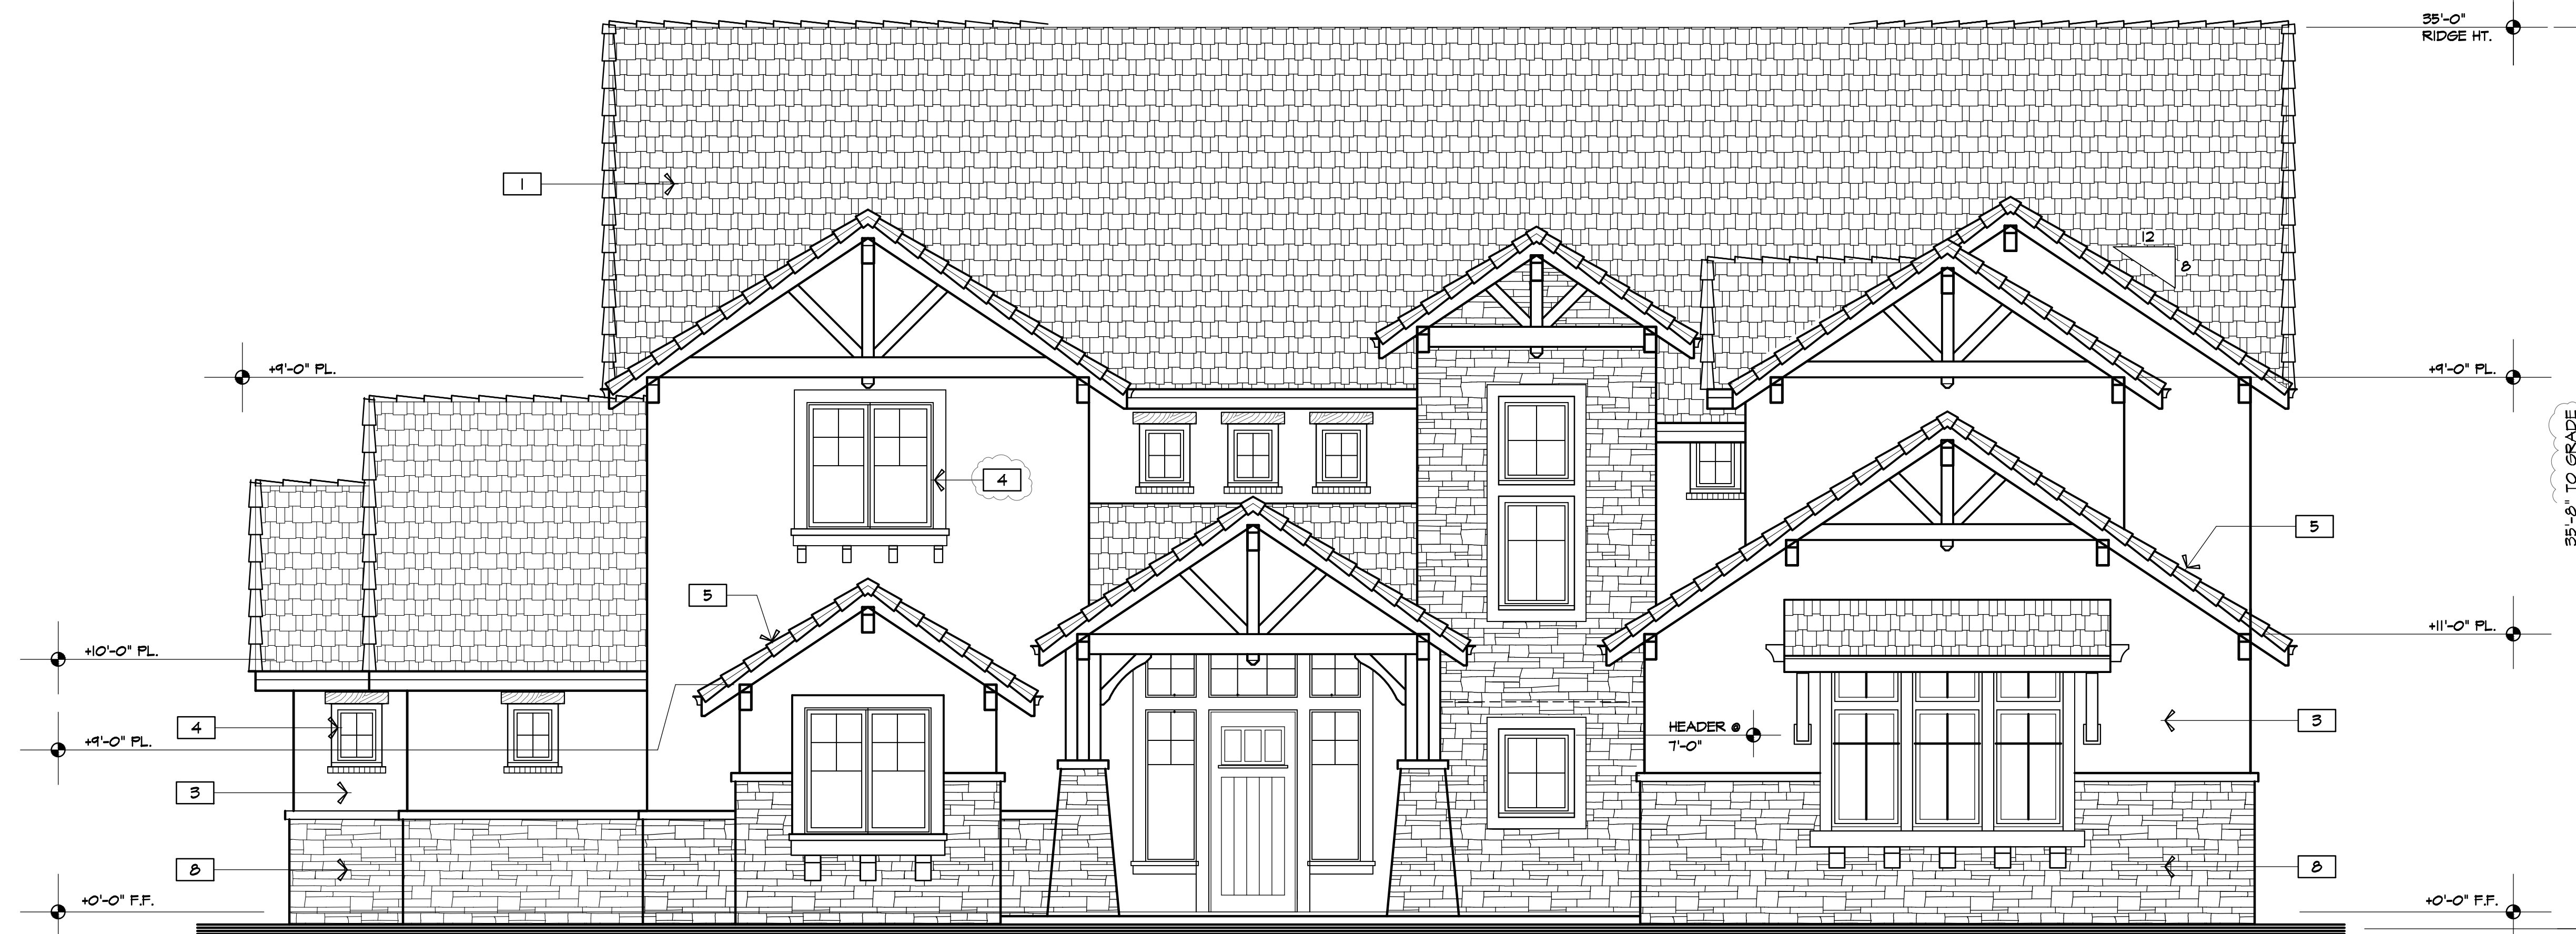 35'-0"
RIDGE HT.
1
12
8
+9'-0" PL.
+9'-0" PL.
35'-8" TO GRADE
4
5
5
+11'-0" PL.
+10'-0" PL.
3
4
HEADER @
7'-0"
+9'-0" PL.
3
8
8
+0'-0" F.F.
+0'-0" F.F.